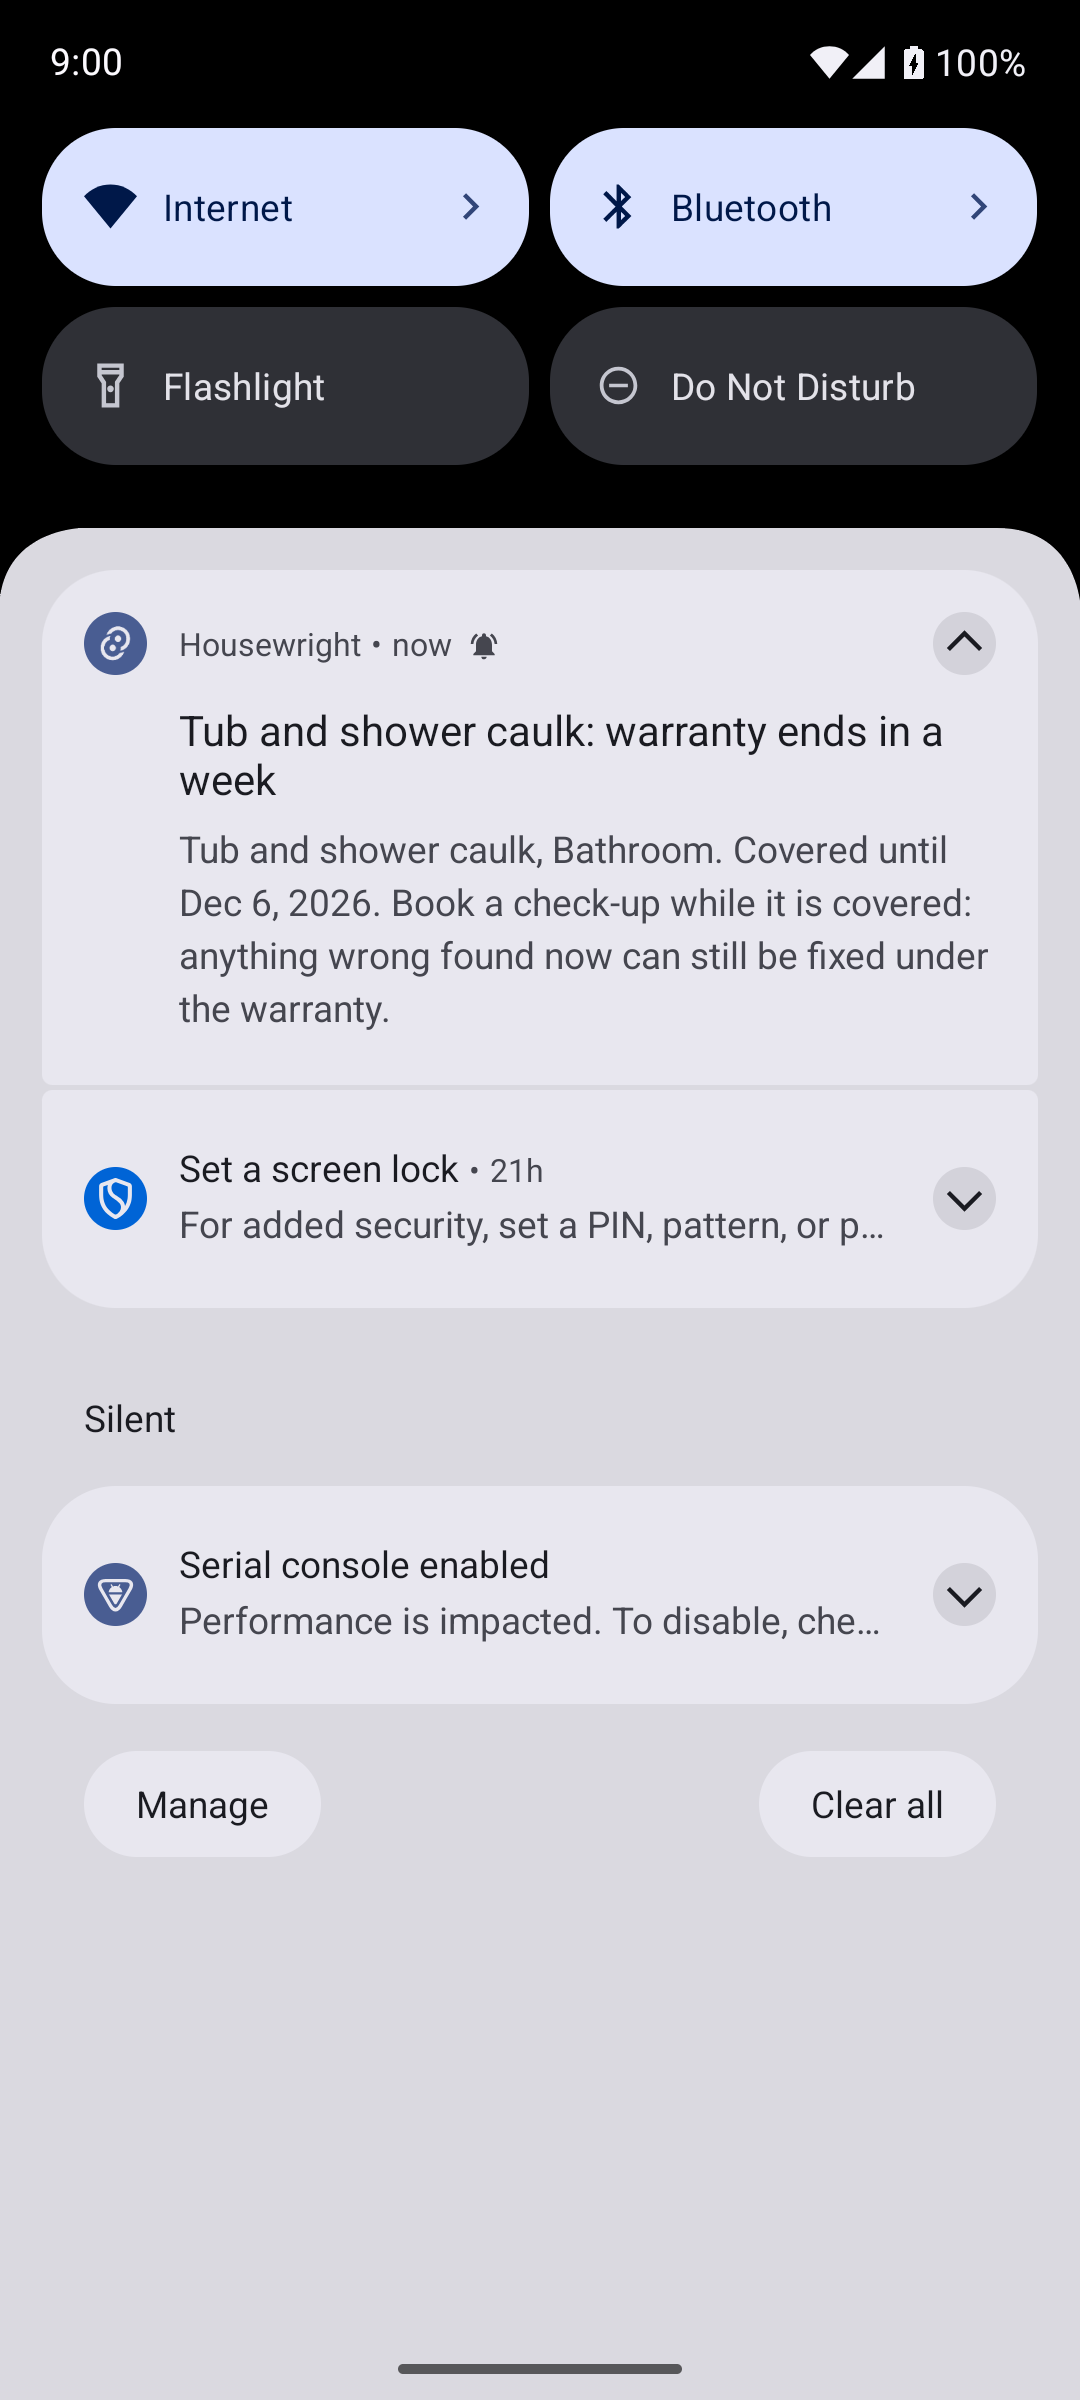 9:00
100%
Internet
Bluetooth
Flashlight
Do Not Disturb
Housewright • now
Tub and shower caulk: warranty ends in a
week
Tub and shower caulk, Bathroom. Covered until
Dec 6, 2026. Book a check-up while it is covered:
anything wrong found now can still be fixed under
the warranty.
Set a screen lock • 21h
For added security, set a PIN, pattern, or p…
Silent
Serial console enabled
Performance is impacted. To disable, che…
Manage
Clear all